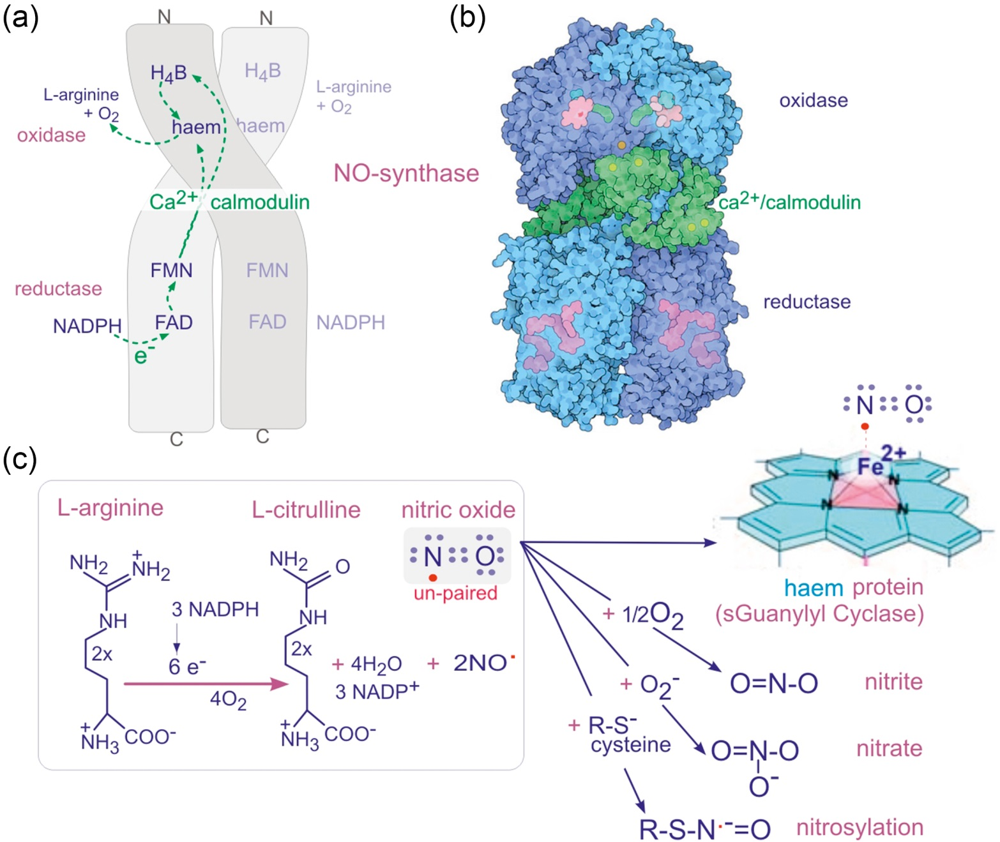 (a)
N
N
H4B
H4B
L-arginine
+ O2
L-arginine
+ O2
haem
haem
oxidase
NO-synthase
Ca2+ calmodulin
FMN
FMN
reductase
NADPH
FAD
FAD
NADPH
e-
C
C
(b)
oxidase
ca2+/calmodulin
reductase
(c)
L-arginine
L-citrulline
nitric oxide
N O
un-paired
NH2
+
NH2
NH
2x
+
NH3
COO-
3 NADPH
6 e-
4O2
NH2
O
NH
2x
+
NH3
COO-
+ 4H2O
3 NADP+
+ 2NO
N O
Fe2+
N
N
N
N
haem protein
(sGuanylyl Cyclase)
+ 1/2O2
O=N-O
nitrite
+ O2-
O=N-O
O-
nitrate
+ R-S-
cysteine
R-S-N·-=O
nitrosylation